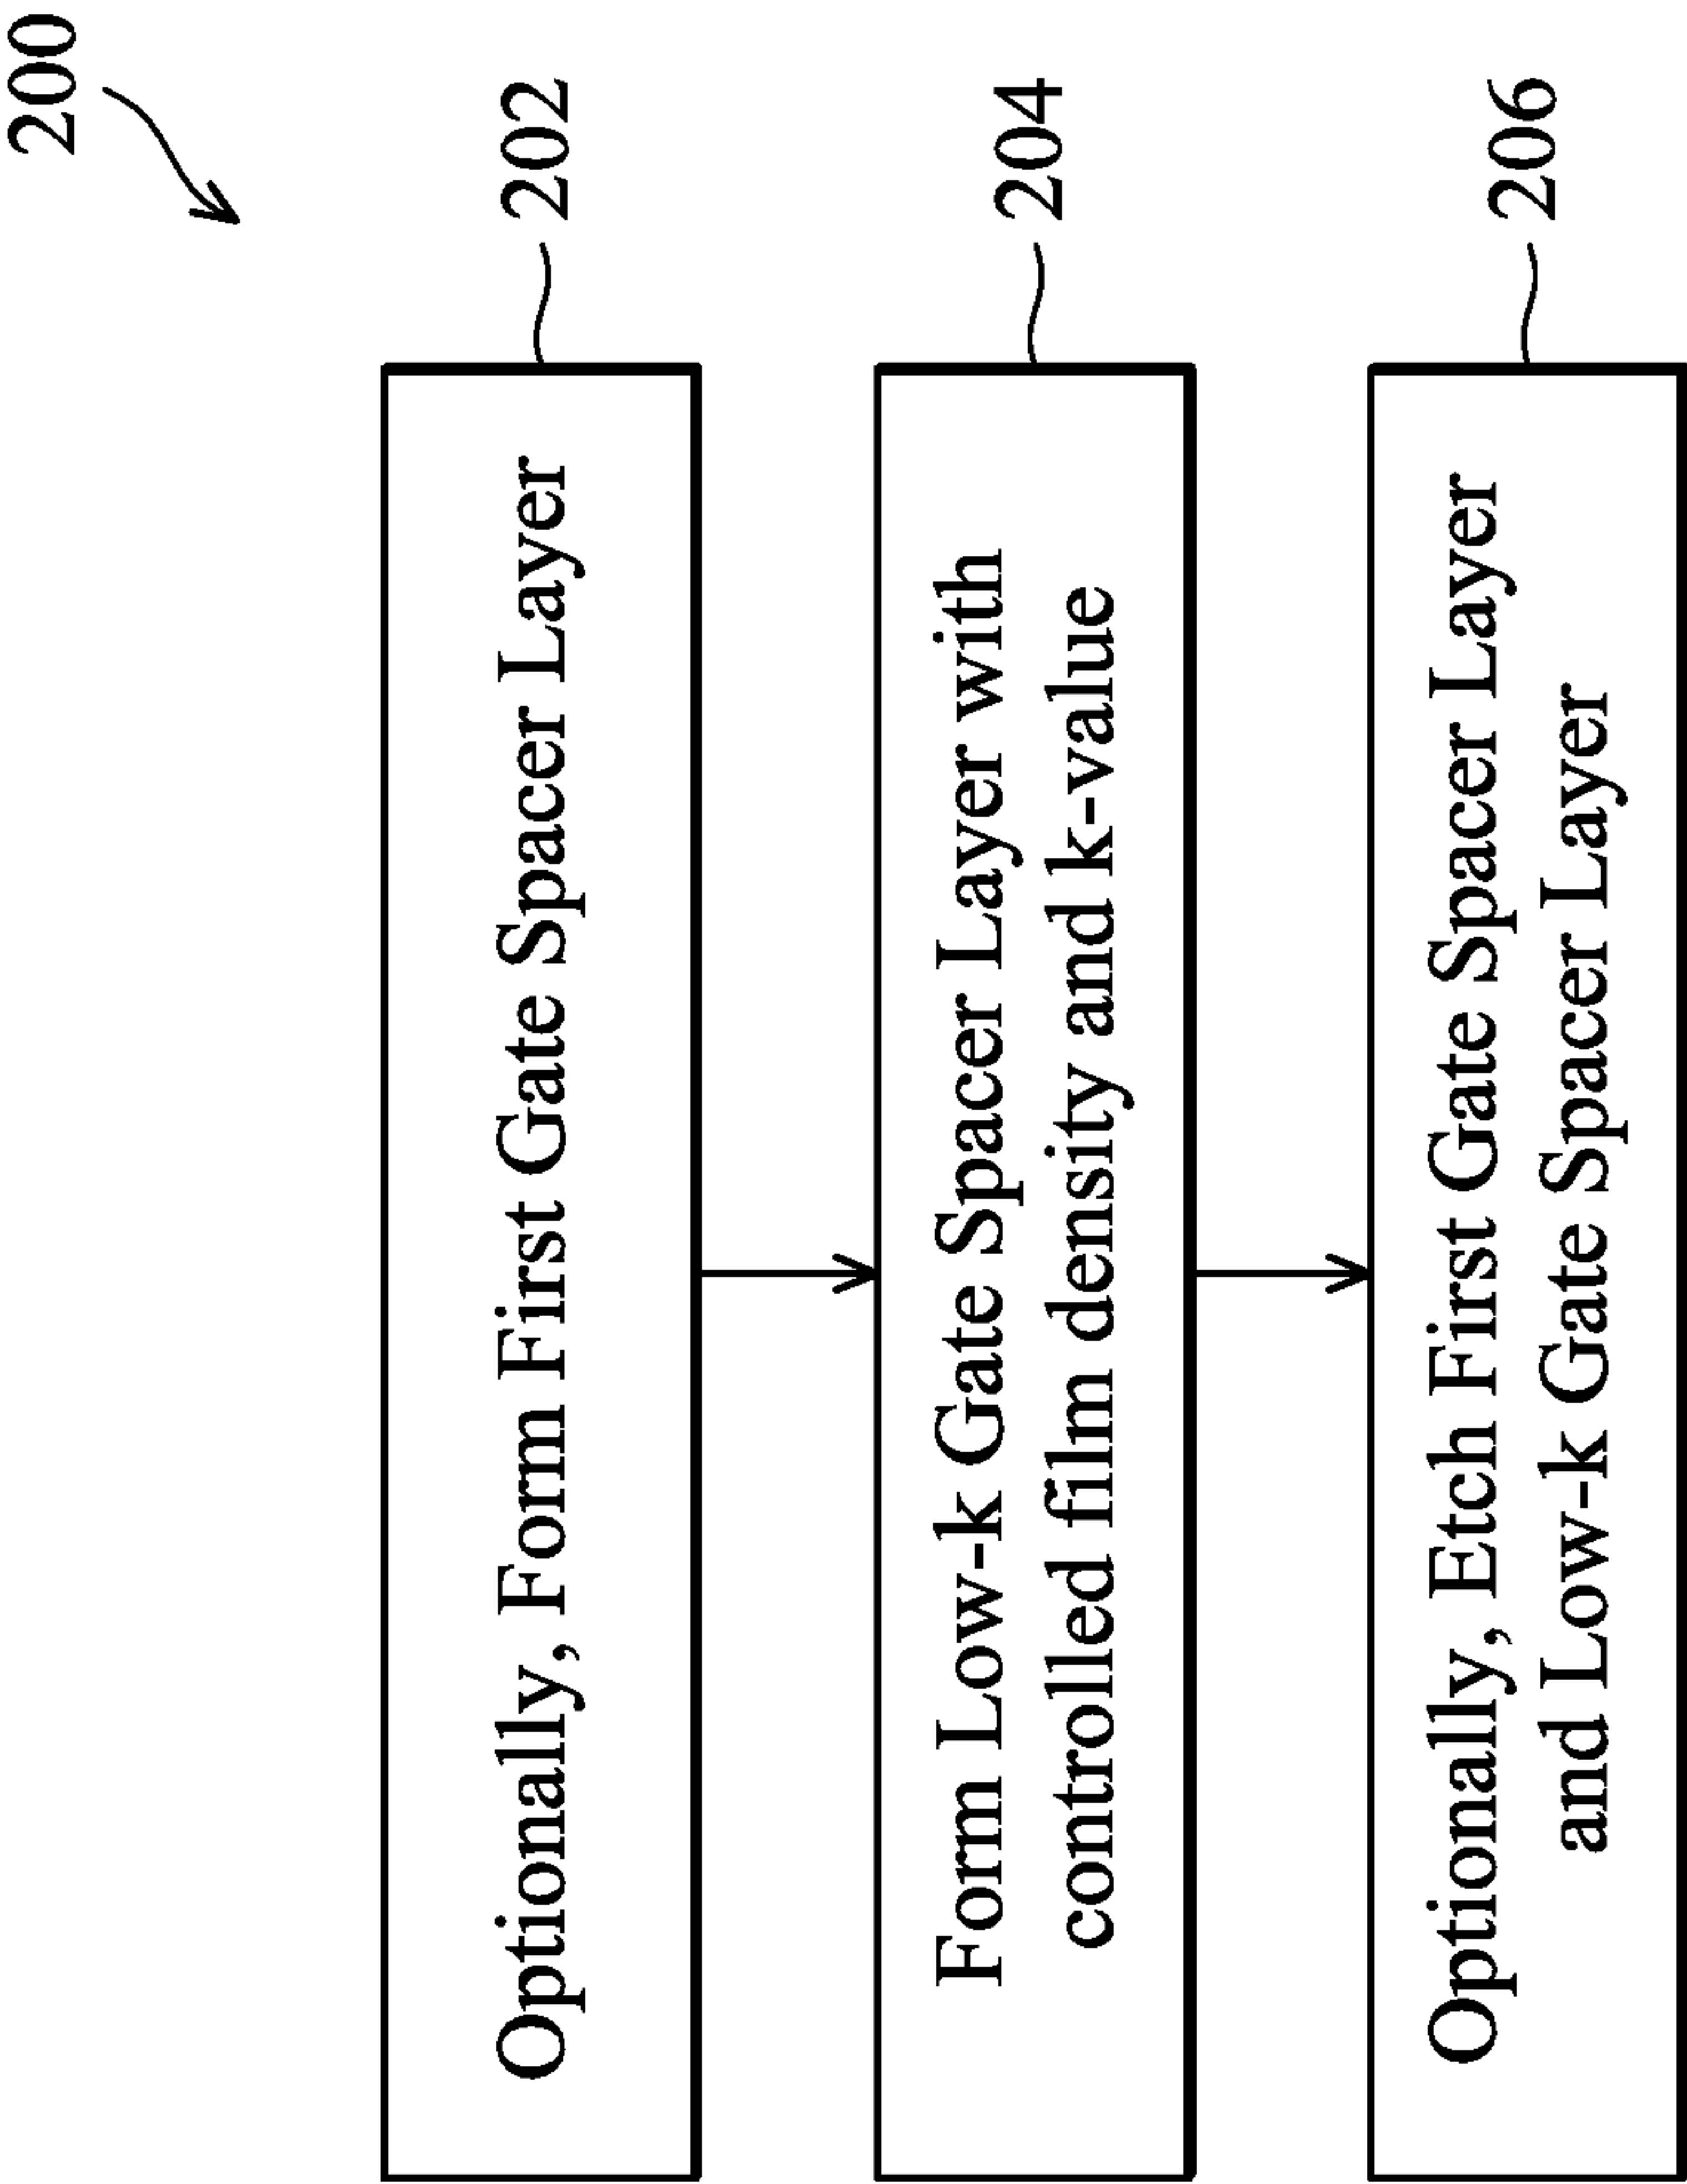 200
Optionally, Form First Gate Spacer Layer
202
Form Low-k Gate Spacer Layer with
controlled film density and k-value
204
Optionally, Etch First Gate Spacer Layer
and Low-k Gate Spacer Layer
206